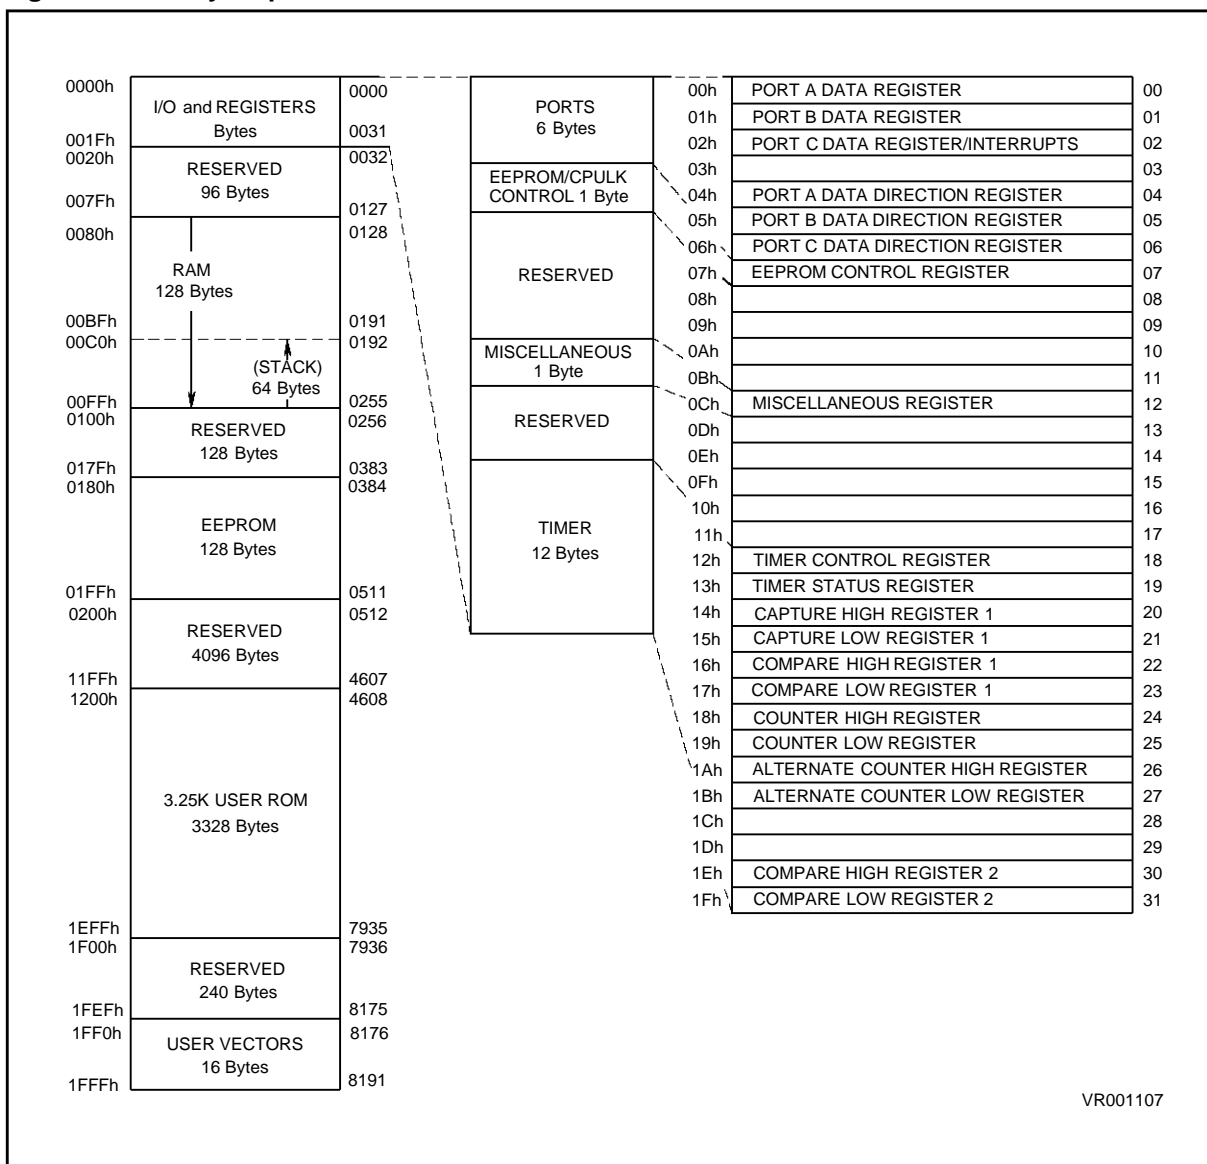 0000h
I/O and REGISTERS
Bytes
0000
001Fh
0031
0020h
0032
RESERVED
96 Bytes
007Fh
0127
0080h
0128
RAM
128 Bytes
00BFh
0191
00C0h
0192
(STACK)
64 Bytes
00FFh
0255
0100h
0256
RESERVED
128 Bytes
017Fh
0383
0180h
0384
EEPROM
128 Bytes
01FFh
0511
0200h
0512
RESERVED
4096 Bytes
11FFh
4607
1200h
4608
3.25K USER ROM
3328 Bytes
1EFFh
7935
1F00h
7936
RESERVED
240 Bytes
1FEFh
8175
1FF0h
8176
USER VECTORS
16 Bytes
1FFFh
8191
PORTS
6 Bytes
EEPROM/CPULK
CONTROL 1 Byte
RESERVED
MISCELLANEOUS
1 Byte
RESERVED
TIMER
12 Bytes
00h PORT A DATA REGISTER 00
01h PORT B DATA REGISTER 01
02h PORT C DATA REGISTER/INTERRUPTS 02
03h 03
04h PORT A DATA DIRECTION REGISTER 04
05h PORT B DATA DIRECTION REGISTER 05
06h PORT C DATA DIRECTION REGISTER 06
07h EEPROM CONTROL REGISTER 07
08h 08
09h 09
0Ah 10
0Bh 11
0Ch MISCELLANEOUS REGISTER 12
0Dh 13
0Eh 14
0Fh 15
10h 16
11h 17
12h TIMER CONTROL REGISTER 18
13h TIMER STATUS REGISTER 19
14h CAPTURE HIGH REGISTER 1 20
15h CAPTURE LOW REGISTER 1 21
16h COMPARE HIGH REGISTER 1 22
17h COMPARE LOW REGISTER 1 23
18h COUNTER HIGH REGISTER 24
19h COUNTER LOW REGISTER 25
1Ah ALTERNATE COUNTER HIGH REGISTER 26
1Bh ALTERNATE COUNTER LOW REGISTER 27
1Ch 28
1Dh 29
1Eh COMPARE HIGH REGISTER 2 30
1Fh COMPARE LOW REGISTER 2 31
VR001107